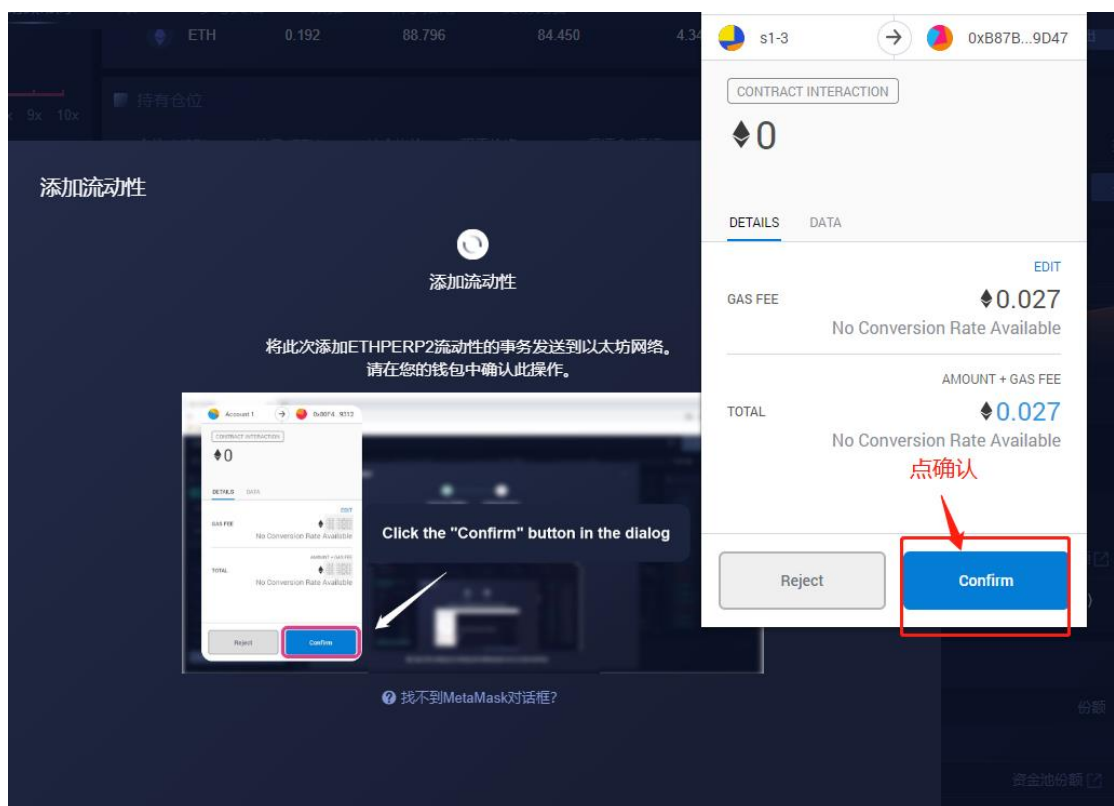 ETH 0.192 88.796 84.450 4.34
9x 10x
持有仓位
添加流动性
添加流动性
将此次添加ETHPERP2流动性的事务发送到以太坊网络。
请在您的钱包中确认此操作。
Account 1
CONTRACT INTERACTION
0
DETAILS DATA
EDIT
GAS FEE
No Conversion Rate Available
AMOUNT + GAS FEE
TOTAL
No Conversion Rate Available
Reject Confirm
Click the "Confirm" button in the dialog
找不到MetaMask对话框?
s1-3 0xB87B...9D47
CONTRACT INTERACTION
0
DETAILS DATA
EDIT
GAS FEE 0.027
No Conversion Rate Available
AMOUNT + GAS FEE
TOTAL 0.027
No Conversion Rate Available
点确认
Reject Confirm
份额
资金池份额